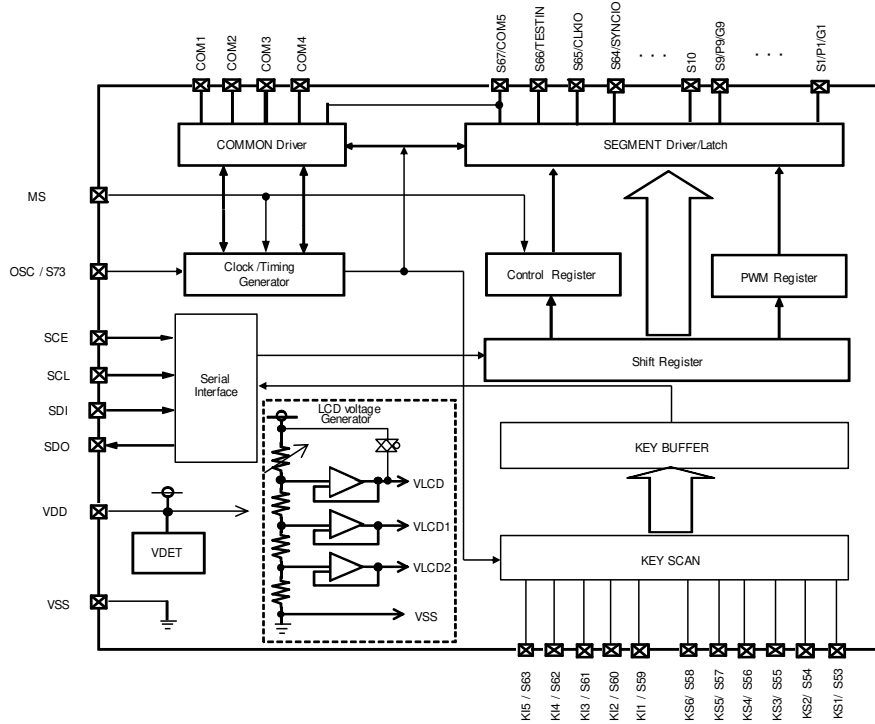 COM1
COM2
COM3
COM4
S67/COM5
S66/TESTIN
S65/CLKIO
S64/SYNCIO
. . .
S10
S9/P9/G9
. . . .
S1/P1/G1
COMMON Driver
SEGMENT Driver/Latch
MS
OSC / S73
Clock /Timing
Generator
Control Register
PWM Register
SCE
SCL
SDI
SDO
Serial
Interface
Shift Register
LCD voltage
Generator
KEY BUFFER
VLCD
VLCD1
VLCD2
VSS
VDD
VDET
KEY SCAN
VSS
KI5 / S63
KI4 / S62
KI3 / S61
KI2 / S60
KI1 / S59
KS6/ S58
KS5/ S57
KS4/ S56
KS3/ S55
KS2/ S54
KS1/ S53